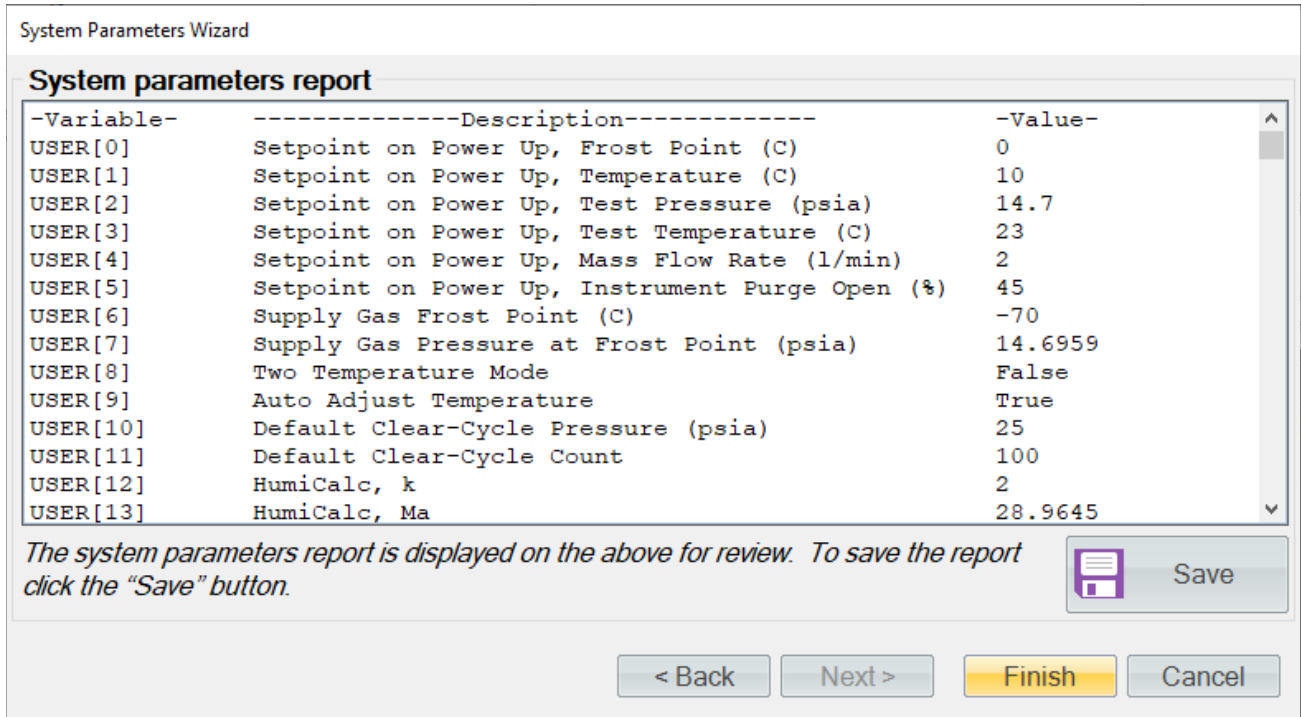 System Parameters Wizard
System parameters report
-Variable- --------------Description------------- -Value-
USER[0] Setpoint on Power Up, Frost Point (C) 0
USER[1] Setpoint on Power Up, Temperature (C) 10
USER[2] Setpoint on Power Up, Test Pressure (psia) 14.7
USER[3] Setpoint on Power Up, Test Temperature (C) 23
USER[4] Setpoint on Power Up, Mass Flow Rate (l/min) 2
USER[5] Setpoint on Power Up, Instrument Purge Open (%) 45
USER[6] Supply Gas Frost Point (C) -70
USER[7] Supply Gas Pressure at Frost Point (psia) 14.6959
USER[8] Two Temperature Mode False
USER[9] Auto Adjust Temperature True
USER[10] Default Clear-Cycle Pressure (psia) 25
USER[11] Default Clear-Cycle Count 100
USER[12] HumiCalc, k 2
USER[13] HumiCalc, Ma 28.9645
The system parameters report is displayed on the above for review. To save the report
click the “Save” button.
Save
< Back Next > Finish Cancel